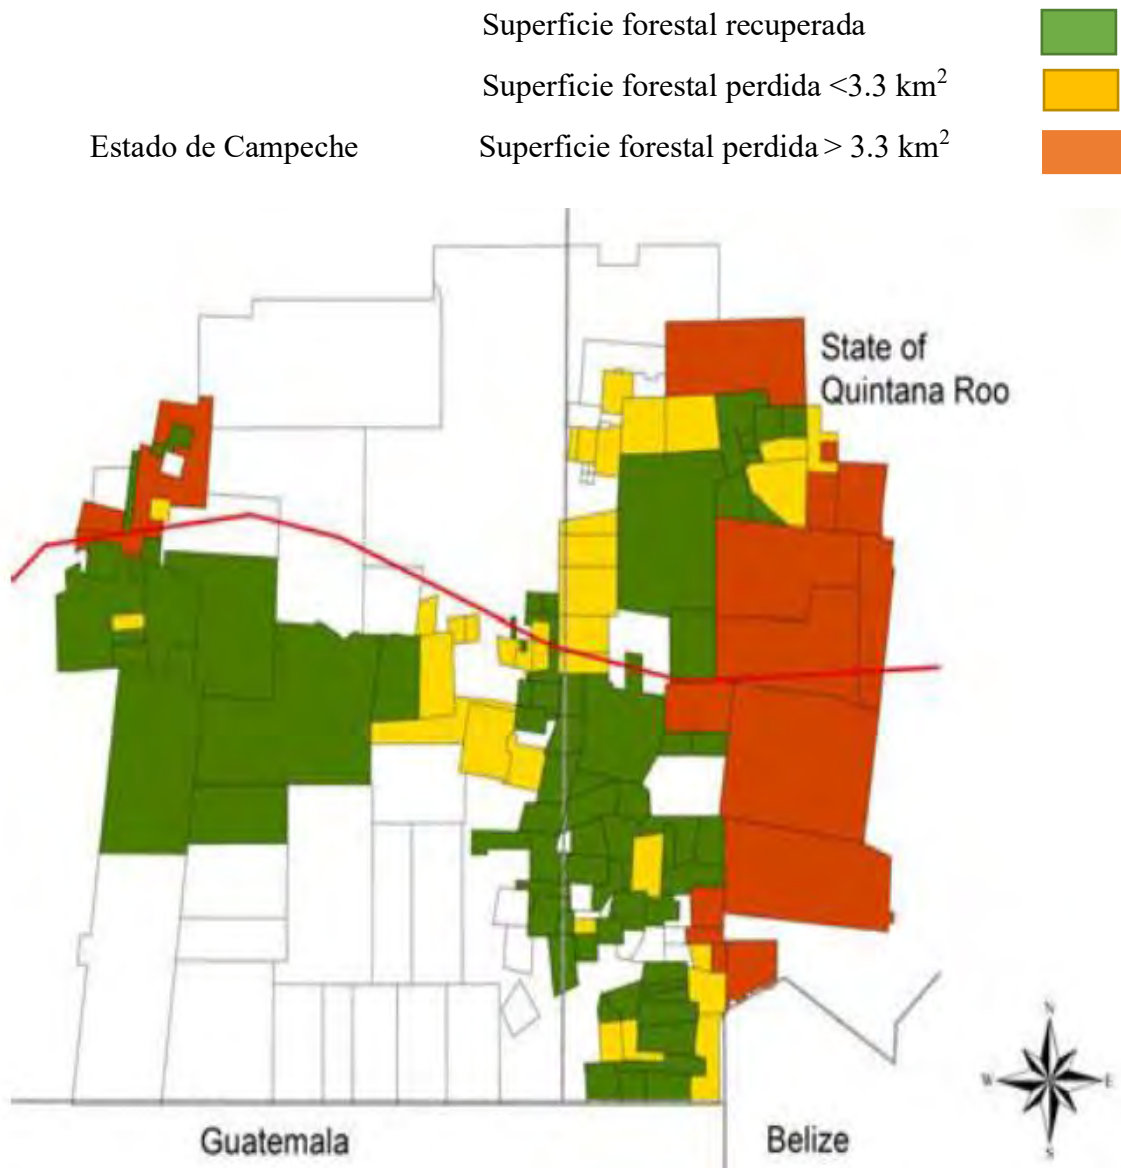 Superficie forestal recuperada
Superficie forestal perdida <3.3 km²
Estado de Campeche
Superficie forestal perdida > 3.3 km²
State of
Quintana Roo
N
W
E
S
Guatemala
Belize